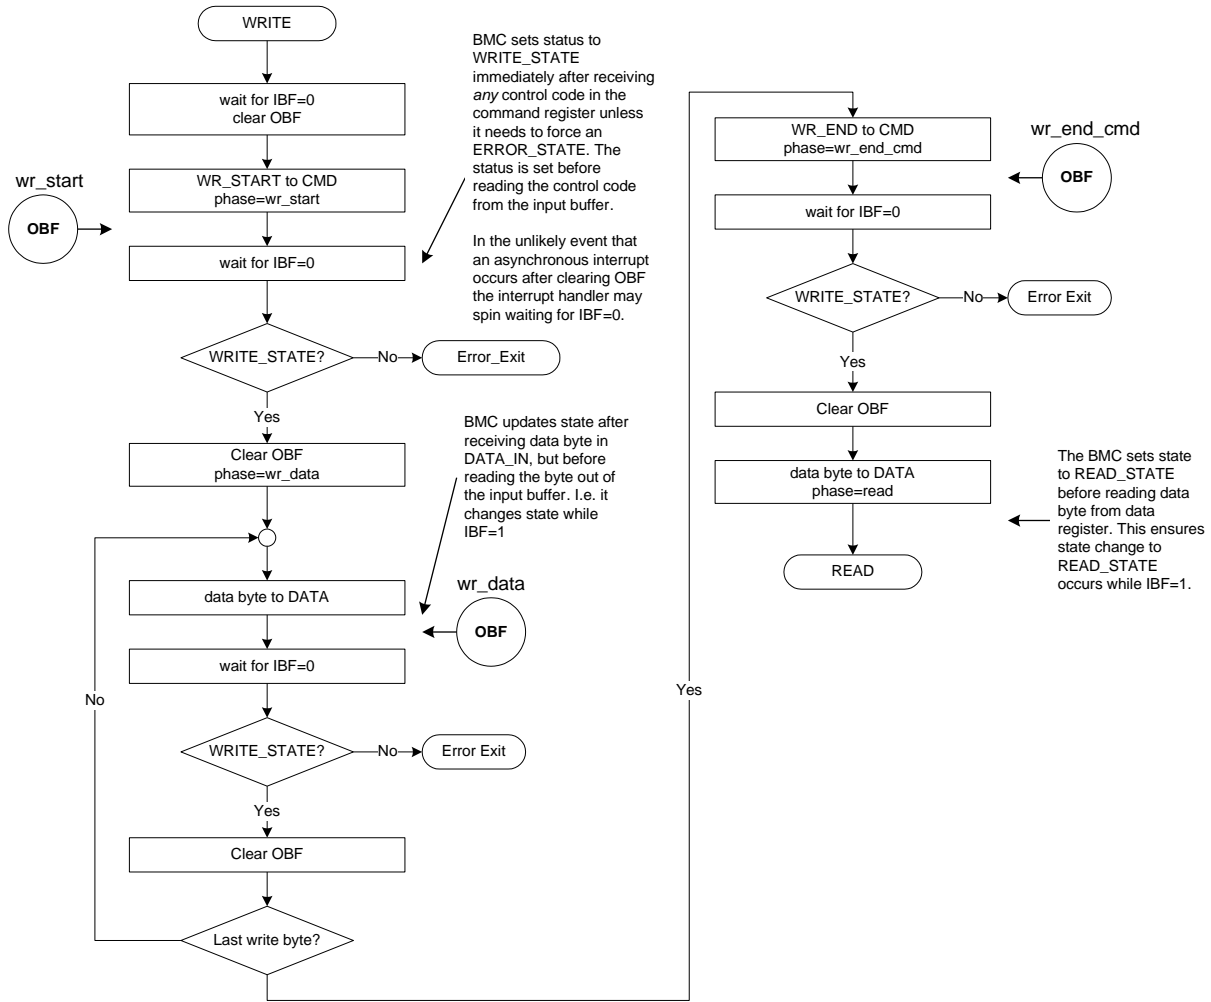 WRITE
wait for IBF=0
clear OBF
WR_START to CMD
phase=wr_start
wr_start
OBF
wait for IBF=0
WRITE_STATE?
No
Error_Exit
Yes
Clear OBF
phase=wr_data
data byte to DATA
wait for IBF=0
WRITE_STATE?
No
Error Exit
Yes
Clear OBF
Last write byte?
No
Yes
BMC sets status to
WRITE_STATE
immediately after receiving
any control code in the
command register unless
it needs to force an
ERROR_STATE. The
status is set before
reading the control code
from the input buffer.
In the unlikely event that
an asynchronous interrupt
occurs after clearing OBF
the interrupt handler may
spin waiting for IBF=0.
BMC updates state after
receiving data byte in
DATA_IN, but before
reading the byte out of
the input buffer. I.e. it
changes state while
IBF=1
wr_data
OBF
WR_END to CMD
phase=wr_end_cmd
wr_end_cmd
OBF
wait for IBF=0
WRITE_STATE?
No
Error Exit
Yes
Clear OBF
data byte to DATA
phase=read
READ
The BMC sets state
to READ_STATE
before reading data
byte from data
register. This ensures
state change to
READ_STATE
occurs while IBF=1.